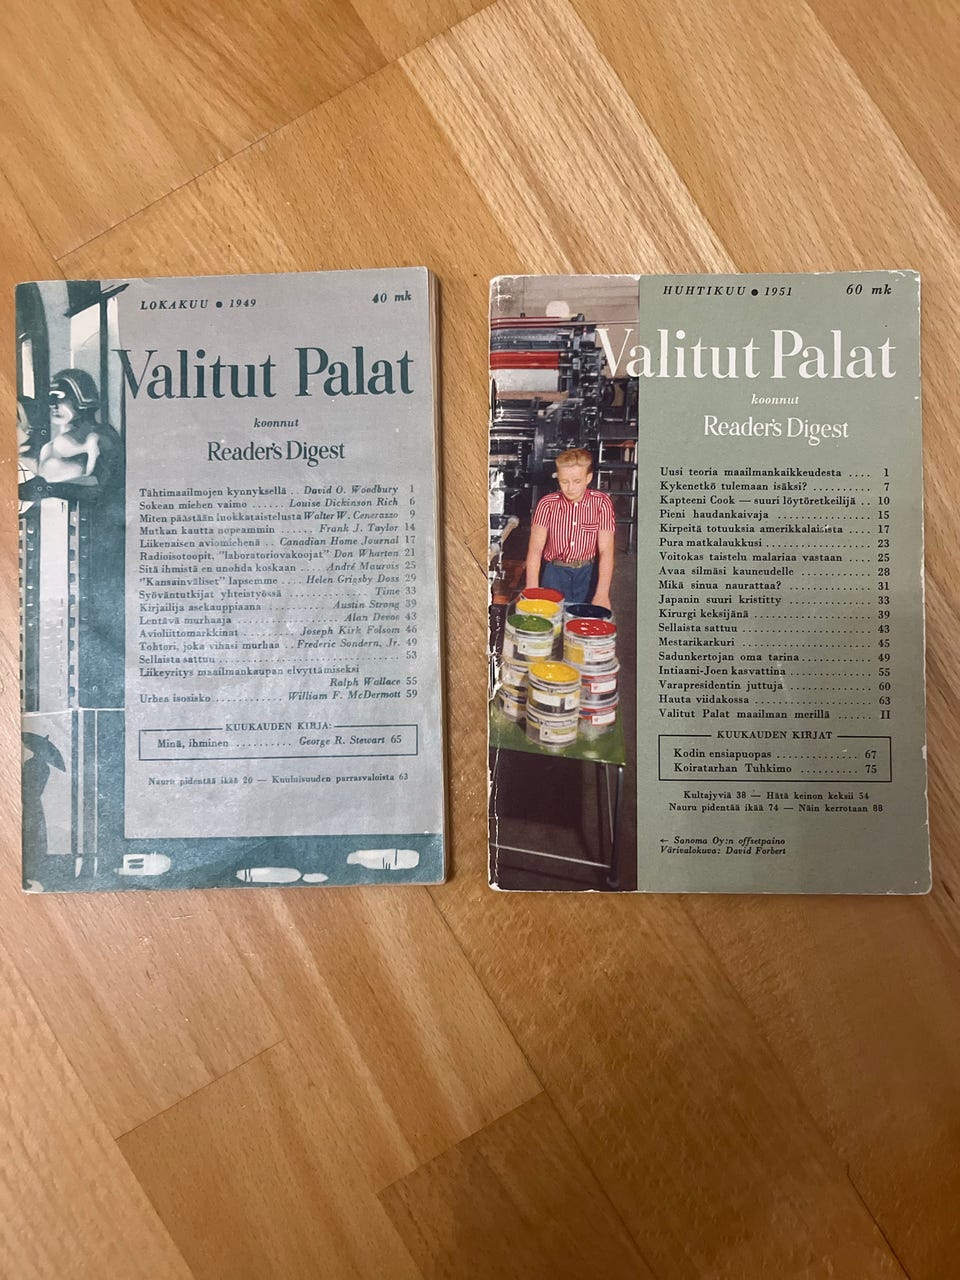 LOKAKUU ● 1949 40 mk
Valitut Palat
koonnut
Reader's Digest
Tähtimaailmojen kynnyksellä .. David O. Woodbury 1
Sokean miehen vaimo ..... Louise Dickinson Rich 6
Miten päästään luokkataistelusta Walter W. Cenerazzo 9
Mutkan kautta nopeammin ..... Frank J. Taylor 14
Liikenaisen aviomiehenä .. Canadian Home Journal 17
Radioisotoopit, "laboratoriovakoojat" Don Wharton 21
Sitä ihmistä en unohda koskaan .... André Maurois 25
"Kansainväliset" lapsemme .... Helen Grigsby Doss 29
Syöväntutkijat yhteistyössä ............... Time 33
Kirjailija asekauppiaana ........... Austin Strong 39
Lentävä murhaaja ................. Alan Devoe 43
Avioliittomarkkinat ......... Joseph Kirk Folsom 46
Tohtori, joka vihasi murhaa .. Frederic Sondern, Jr. 49
Sellaista sattuu ........................... 53
Liikeyritys maailmankaupan elvyttämiseksi
Ralph Wallace 55
Urhea isosisko ........... William F. McDermott 59
KUUKAUDEN KIRJA:
Minä, ihminen .......... George R. Stewart 65
Nauru pidentää ikää 20 — Kuuluisuuden parrasvaloista 63
HUHTIKUU ● 1951 60 mk
Valitut Palat
koonnut
Reader's Digest
Uusi teoria maailmankaikkeudesta .... 1
Kykenetkö tulemaan isäksi? .......... 7
Kapteeni Cook — suuri löytöretkeilijä .. 10
Pieni haudankaivaja ................ 15
Kirpeitä totuuksia amerikkalaisista .... 17
Pura matkalaukkusi ................. 23
Voitokas taistelu malariaa vastaan .... 25
Avaa silmäsi kauneudelle ............ 28
Mikä sinua naurattaa? .............. 31
Japanin suuri kristitty .............. 33
Kirurgi keksijänä ................... 39
Sellaista sattuu .................... 43
Mestarikarkuri ..................... 45
Sadunkertojan oma tarina ............ 49
Intiaani-Joen kasvattina .............. 55
Varapresidentin juttuja .............. 60
Hauta viidakossa ................... 63
Valitut Palat maailman merillä ...... II
KUUKAUDEN KIRJAT
Kodin ensiapuopas ............. 67
Koiratarhan Tuhkimo .......... 75
Kultajyviä 38 — Hätä keinon keksii 54
Nauru pidentää ikää 74 — Näin kerrotaan 88
← Sanoma Oy:n offsetpaino
Värivalokuva: David Forbert